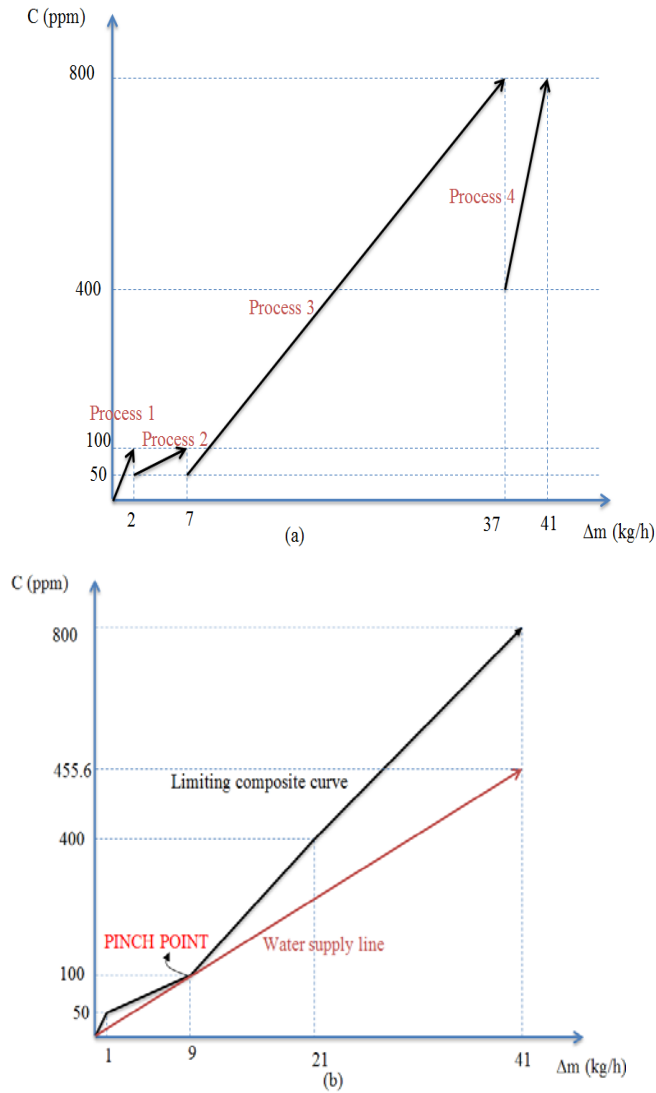 C (ppm)
800
Process 4
400
Process 3
Process 1
100
Process 2
50
2
7
37
41
Δm (kg/h)
(a)
C (ppm)
800
455.6
Limiting composite curve
400
PINCH POINT
Water supply line
100
50
1
9
21
41
Δm (kg/h)
(b)